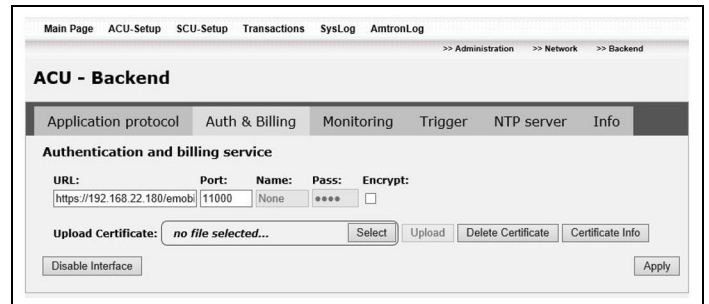 Main Page ACU-Setup SCU-Setup Transactions SysLog AmtronLog
>> Administration >> Network >> Backend
ACU - Backend
Application protocol Auth & Billing Monitoring Trigger NTP server Info
Authentication and billing service
URL: Port: Name: Pass: Encrypt:
https://192.168.22.180/emobi 11000 None ●●●●
Upload Certificate: no file selected... Select Upload Delete Certificate Certificate Info
Disable Interface Apply